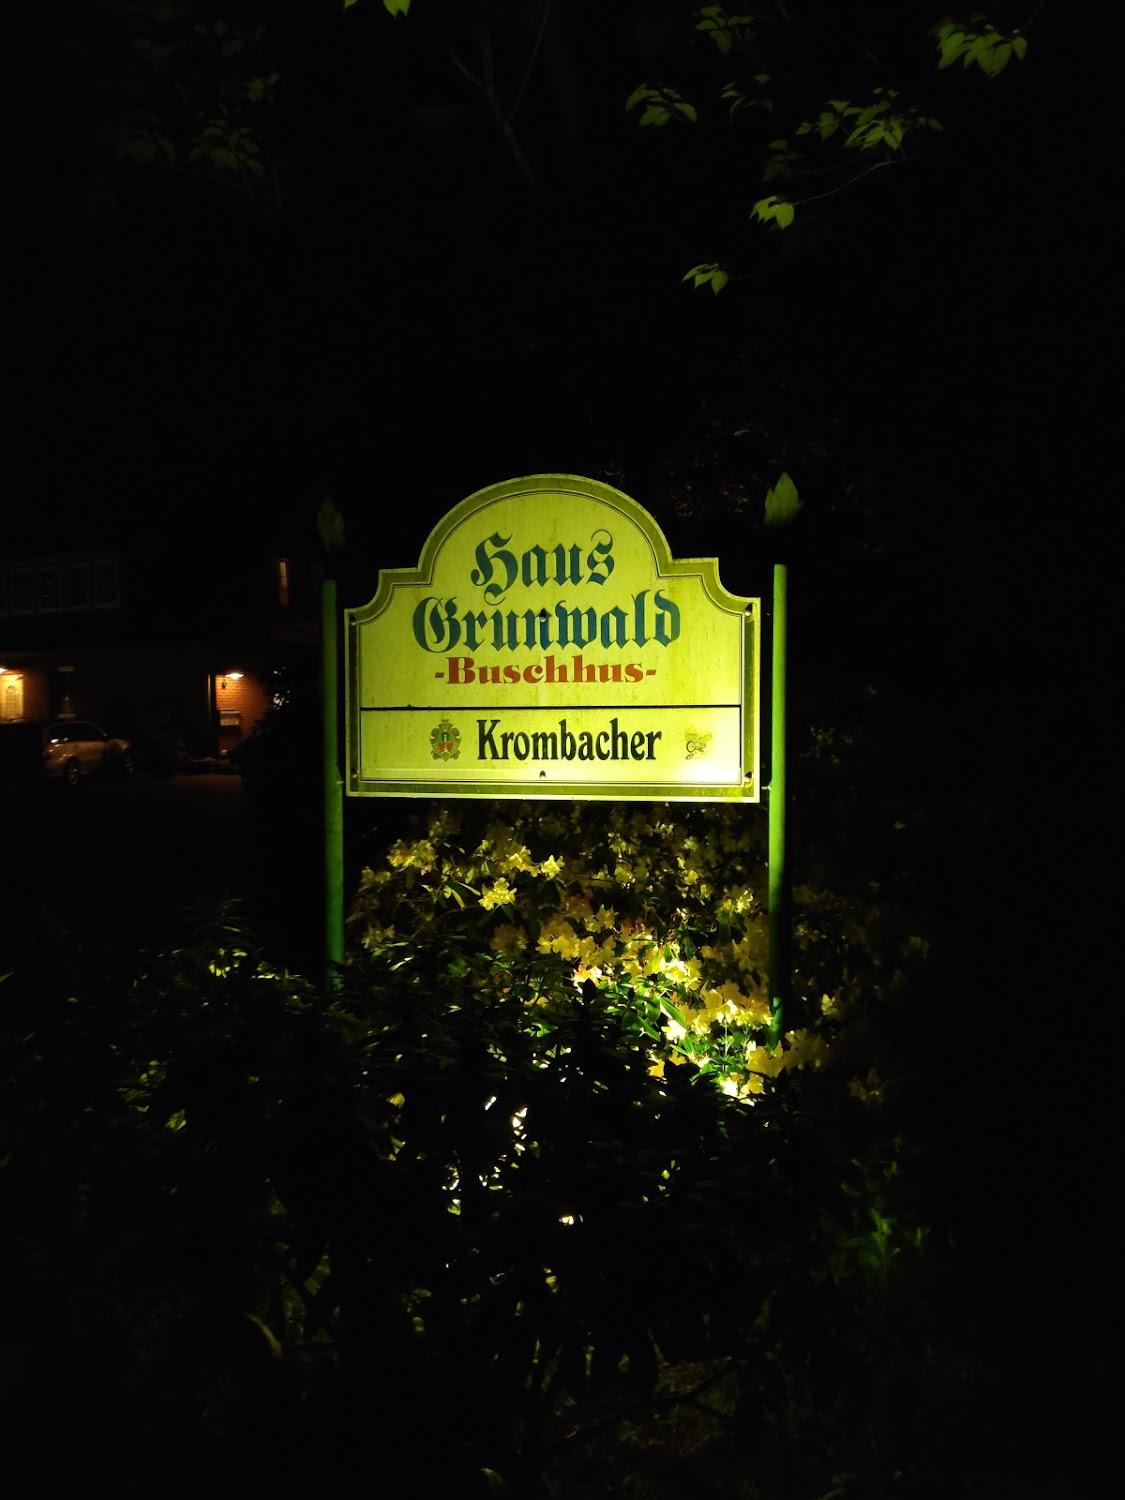 Haus
Grunwald
-Buschhus-
Krombacher